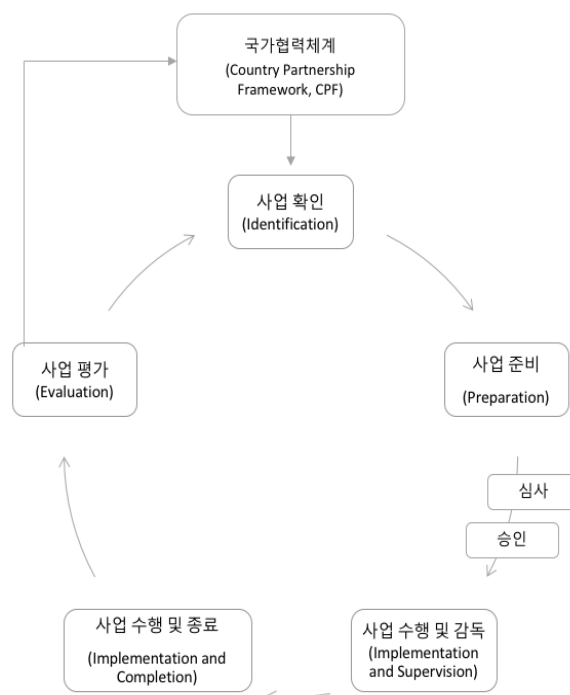 국가협력체계
(Country Partnership
Framework, CPF)
사업 확인
(Identification)
사업 평가
(Evaluation)
사업 준비
(Preparation)
심사
승인
사업 수행 및 종료
(Implementation and
Completion)
사업 수행 및 감독
(Implementation
and Supervision)